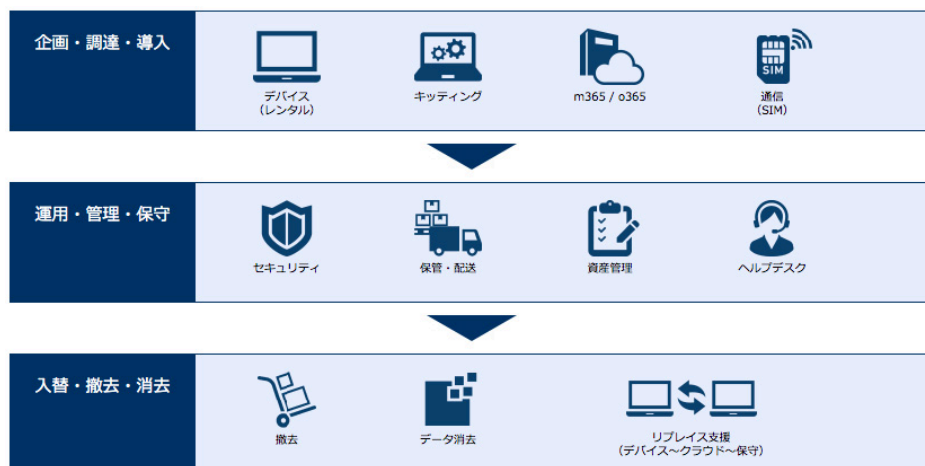 企画・調達・導入
デバイス
(レンタル)
キッティング
m365 / o365
SIM
通信
(SIM)
運用・管理・保守
セキュリティ
保管・配送
資産管理
ヘルプデスク
入替・撤去・消去
撤去
データ消去
リプレイス支援
(デバイス～クラウド～保守)